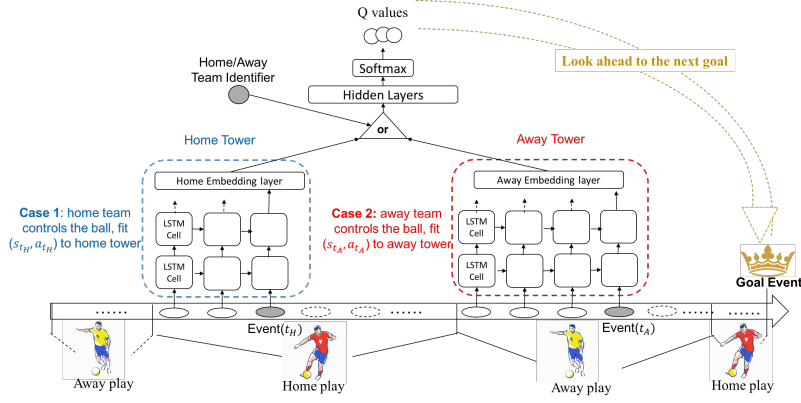 Q values
Softmax
Hidden Layers
Home/Away
Team Identifier
or
Look ahead to the next goal
Home Tower
Away Tower
Home Embedding layer
Away Embedding layer
Case 1: home team
controls the ball, fit
(s_{t_H}, a_{t_H}) to home tower
LSTM
Cell
LSTM
Cell
Case 2: away team
controls the ball, fit
(s_{t_A}, a_{t_A}) to away tower
LSTM
Cell
LSTM
Cell
Goal Event
......
......
......
......
Event(t_H)
Event(t_A)
Away play
Home play
Away play
Home play